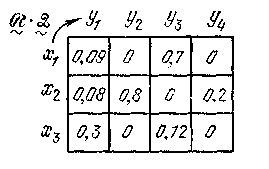 а·2 y1 y2 y3 y4
x1 0,09 0 0,7 0
x2 0,08 0,8 0 0,2
x3 0,3 0 0,12 0